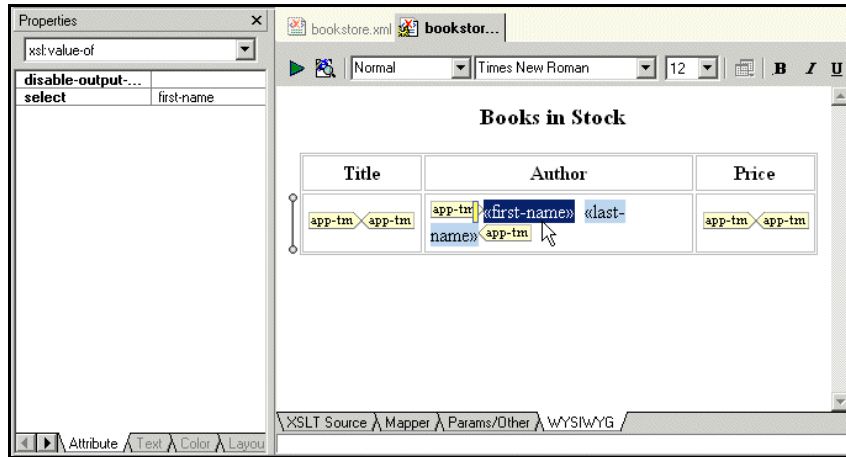 Properties
xsl:value-of
disable-output-...
select first-name
Attribute Text Color Layou
bookstore.xml bookstor...
Normal Times New Roman 12 B I U
Books in Stock
Title Author Price
app-tm app-tm app-tm «first-name» «last-name» app-tm app-tm app-tm
XSLT Source Mapper Params/Other WYSIWYG